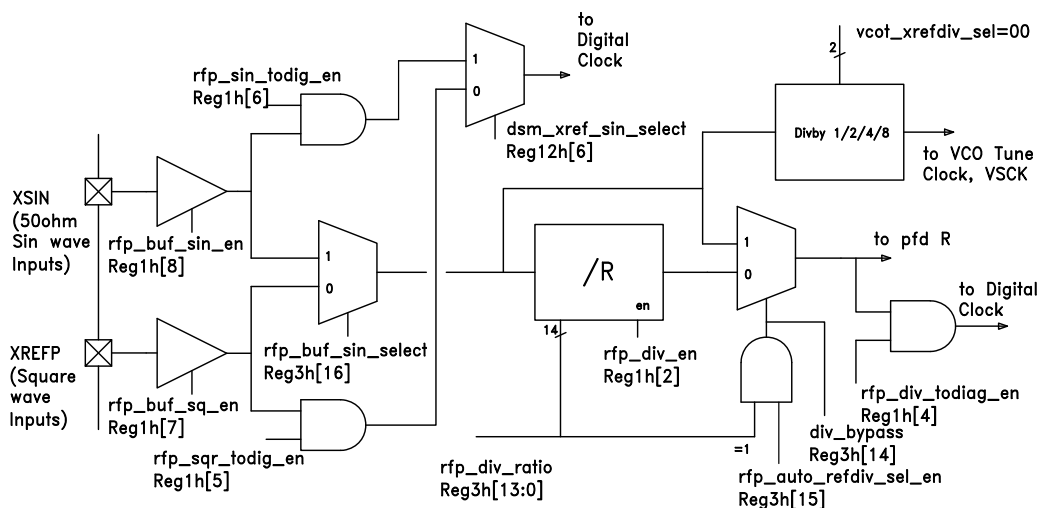 to
Digital
Clock
vcot_xrefdiv_sel=00
2
rfp_sin_todig_en
Reg1h[6]
1
0
dsm_xref_sin_select
Reg12h[6]
Divby 1/2/4/8
to VCO Tune
Clock, VSCK
XSIN
(50ohm
Sin wave
Inputs)
rfp_buf_sin_en
Reg1h[8]
1
0
rfp_buf_sin_select
Reg3h[16]
/R
en
14
rfp_div_en
Reg1h[2]
1
0
to pfd R
to Digital
Clock
XREFP
(Square
wave
Inputs)
rfp_buf_sq_en
Reg1h[7]
rfp_sqr_todig_en
Reg1h[5]
rfp_div_ratio
Reg3h[13:0]
=1
rfp_div_todiag_en
Reg1h[4]
div_bypass
Reg3h[14]
rfp_auto_refdiv_sel_en
Reg3h[15]